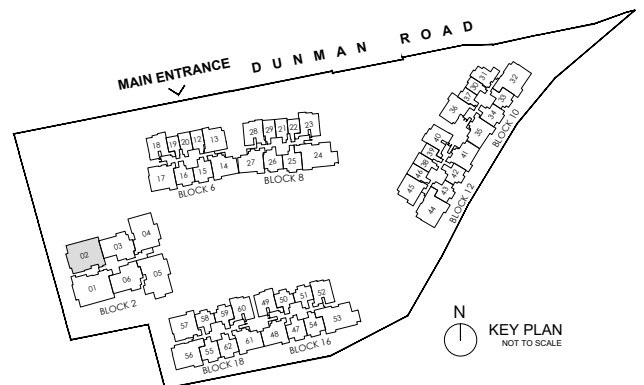 DUNMAN ROAD
MAIN ENTRANCE
18 19 20 12 13
17 16 15 14
BLOCK 6
28 29 21 22 23
27 26 25 24
BLOCK 8
31 32
30
37 33
36 34
35
BLOCK 10
40
39 41
38 42
46 43
45 44
BLOCK 12
02 03 04
01 06 05
BLOCK 2
57 58 59 60
56 55 62 61
BLOCK 18
49 50 51 52
48 47 54 53
BLOCK 16
N
KEY PLAN
NOT TO SCALE